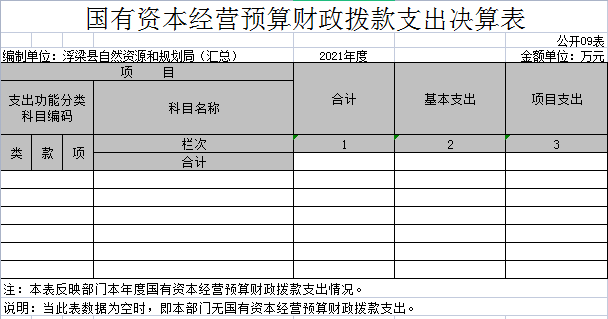 国有资本经营预算财政拨款支出决算表
公开09表
编制单位：浮梁县自然资源和规划局（汇总） 2021年度 金额单位：万元
项 目 合计 基本支出 项目支出
支出功能分类科目编码 科目名称
类 款 项 栏次 1 2 3
合计
注：本表反映部门本年度国有资本经营预算财政拨款支出情况。
说明：当此表数据为空时，即本部门无国有资本经营预算财政拨款支出。